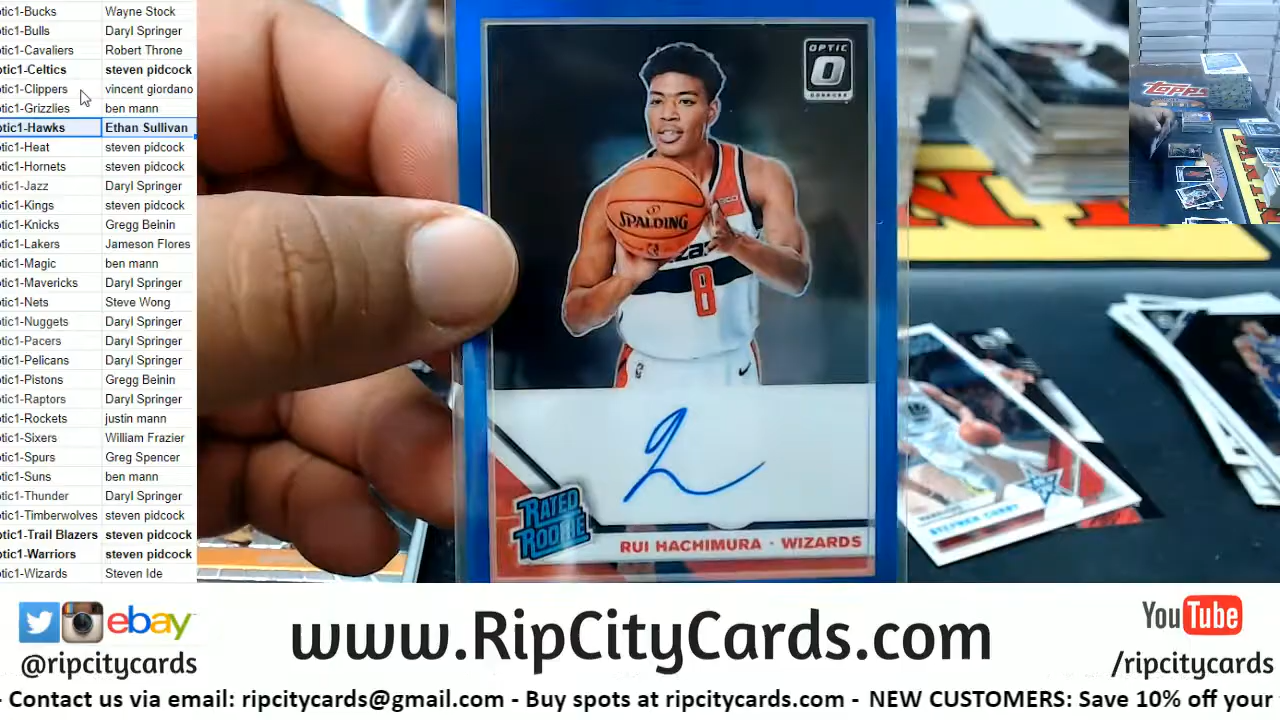 otic1-Bucks Wayne Stock
otic1-Bulls Daryl Springer
otic1-Cavaliers Robert Throne
otic1-Celtics steven pidcock
otic1-Clippers vincent giordano
otic1-Grizzlies ben mann
otic1-Hawks Ethan Sullivan
otic1-Heat steven pidcock
otic1-Hornets steven pidcock
otic1-Jazz Daryl Springer
otic1-Kings steven pidcock
otic1-Knicks Gregg Beinin
otic1-Lakers Jameson Flores
otic1-Magic ben mann
otic1-Mavericks Daryl Springer
otic1-Nets Steve Wong
otic1-Nuggets Daryl Springer
otic1-Pacers Daryl Springer
otic1-Pelicans Daryl Springer
otic1-Pistons Gregg Beinin
otic1-Raptors Daryl Springer
otic1-Rockets justin mann
otic1-Sixers William Frazier
otic1-Spurs Greg Spencer
otic1-Suns ben mann
otic1-Thunder Daryl Springer
otic1-Timberwolves steven pidcock
otic1-Trail Blazers steven pidcock
otic1-Warriors steven pidcock
otic1-Wizards Steven Ide
OPTIC
O
DONRUSS
SPALDING
8
RATED
ROOKIE
RUI HACHIMURA · WIZARDS
STEPHEN CURRY
TOPPS
ebay
@ripcitycards
www.RipCityCards.com
YouTube
/ripcitycards
- Contact us via email: ripcitycards@gmail.com - Buy spots at ripcitycards.com - NEW CUSTOMERS: Save 10% off your